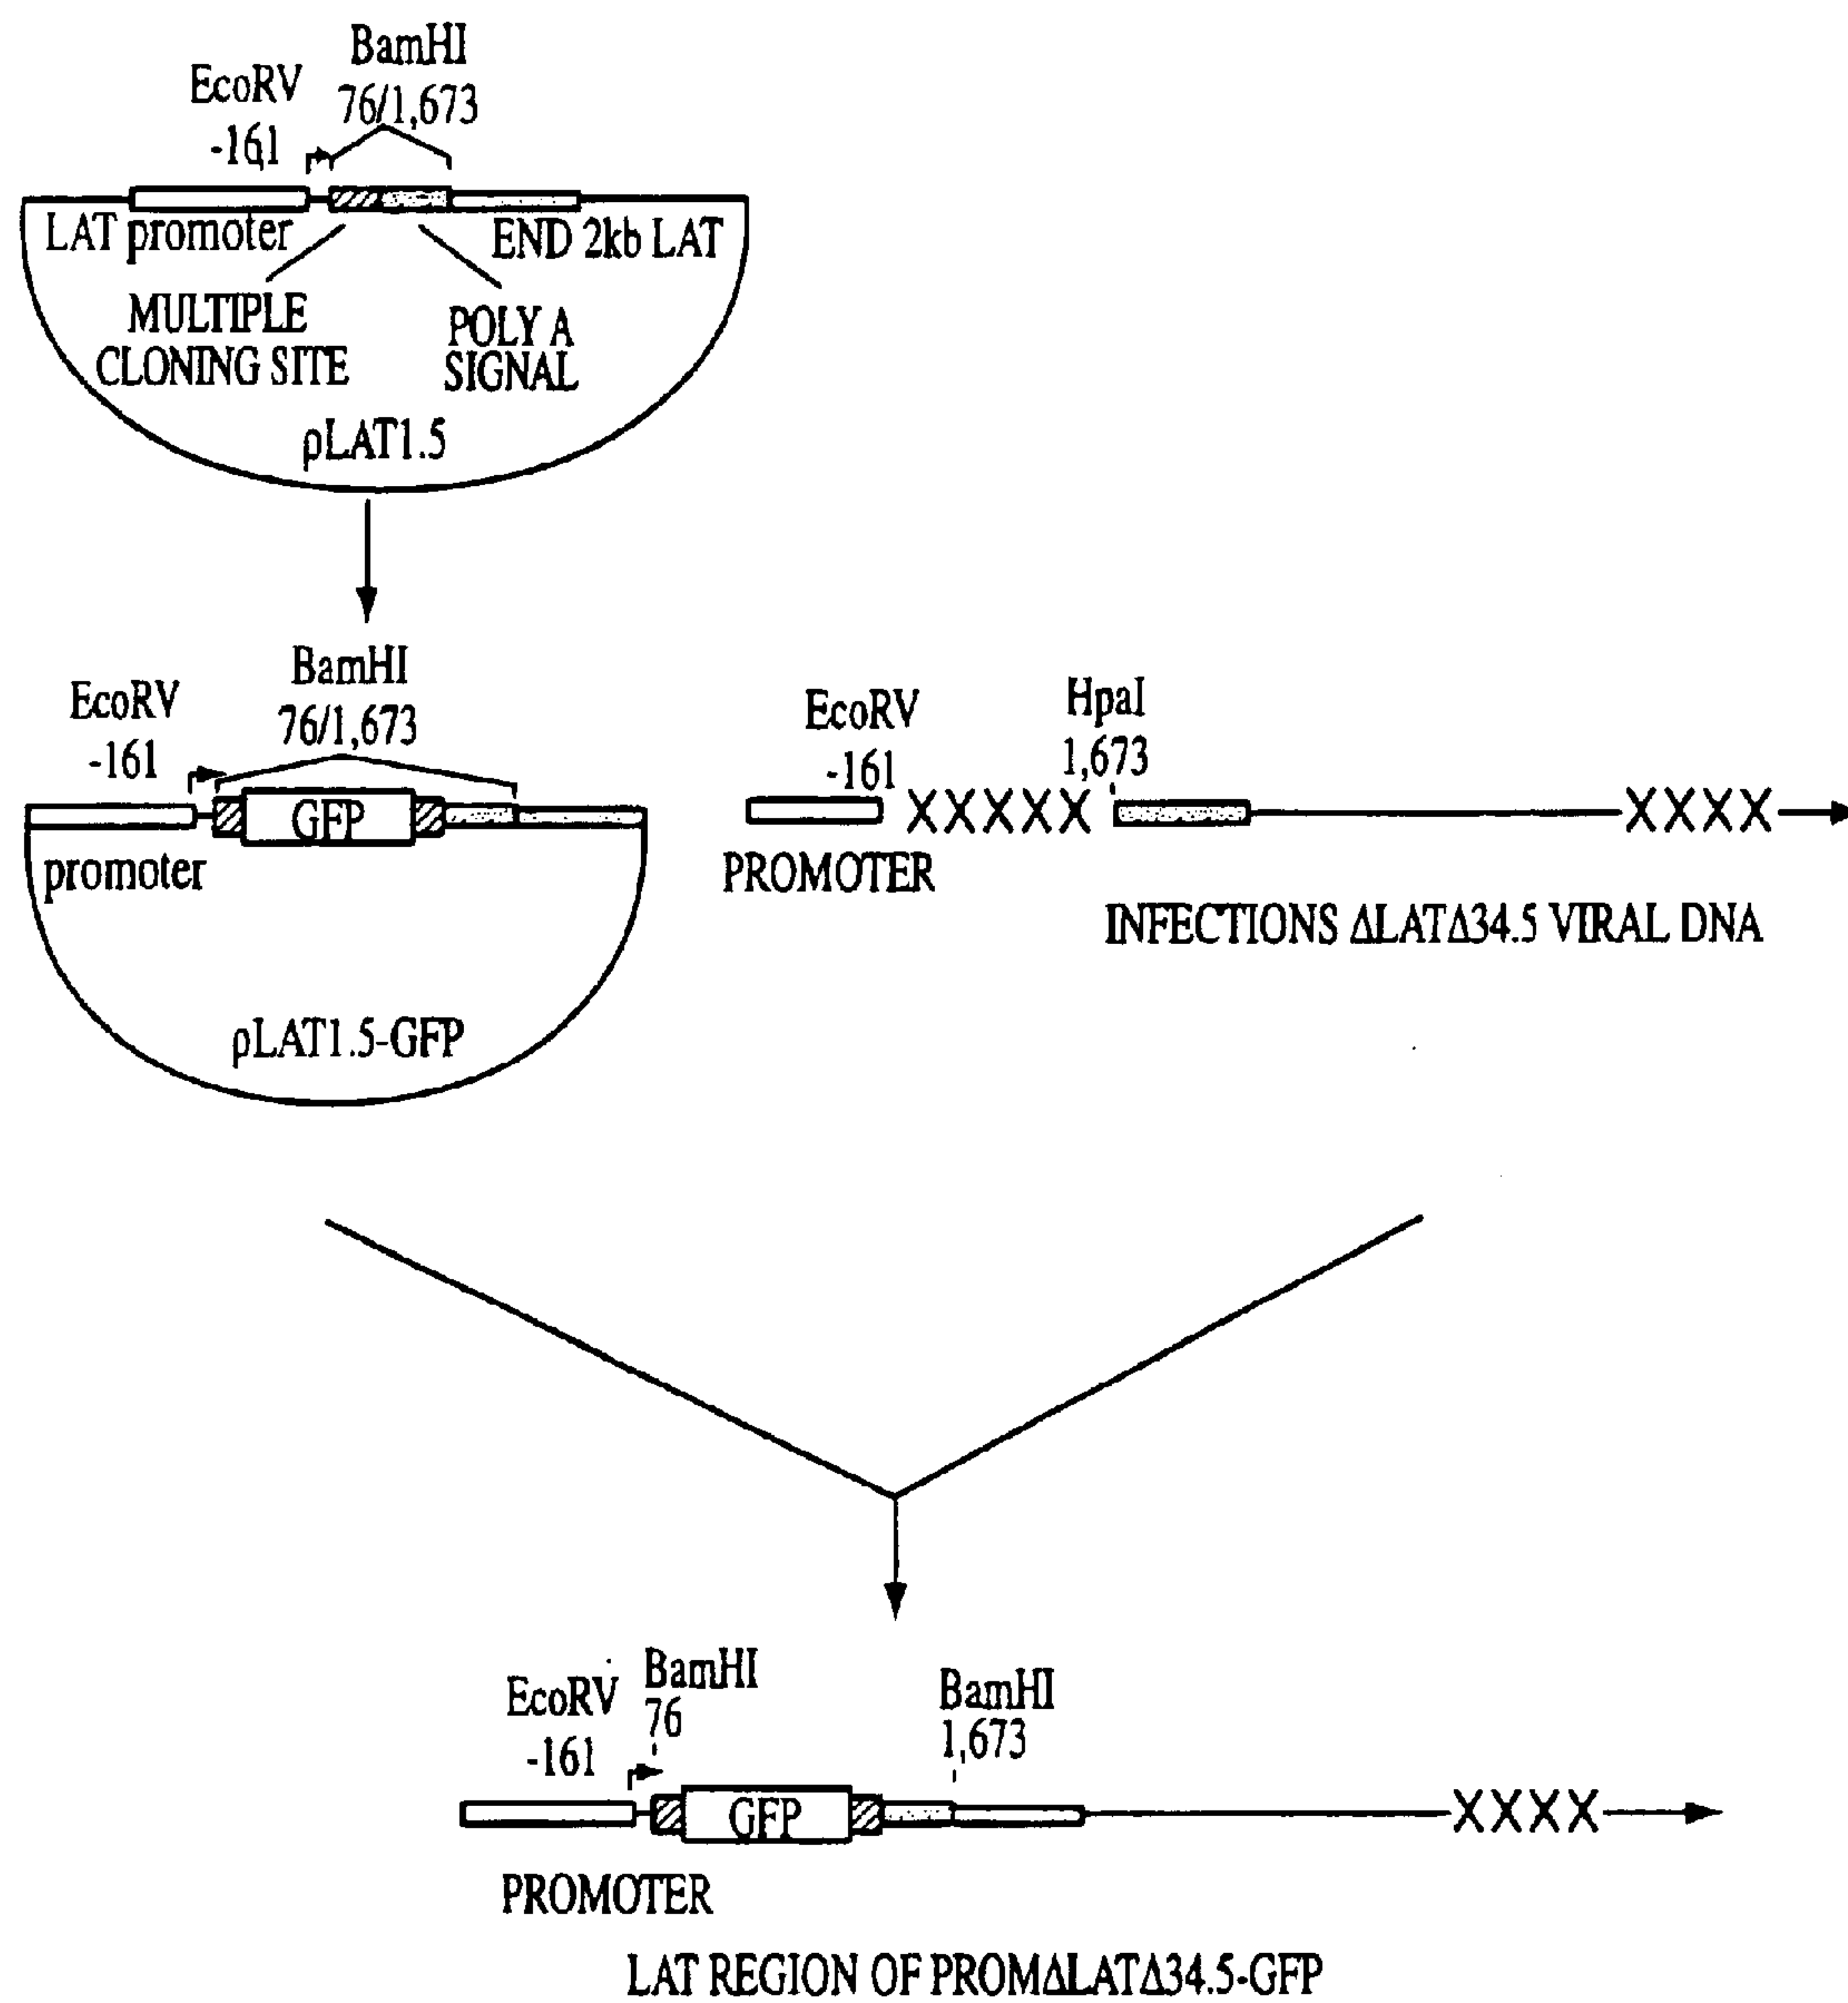 BamHI
76/1,673
EcoRV
-161
LAT promoter
END 2kb LAT
MULTIPLE
CLONING SITE
POLY A
SIGNAL
ρLAT1.5
BamHI
76/1,673
EcoRV
-161
GFP
promoter
ρLAT1.5-GFP
EcoRV
-161
HpaI
1,673
XXXXX
XXXX
PROMOTER
INFECTIONS ΔLATΔ34.5 VIRAL DNA
EcoRV
-161
BamHI
76
BamHI
1,673
GFP
XXXX
PROMOTER
LAT REGION OF PROMΔLATΔ34.5-GFP